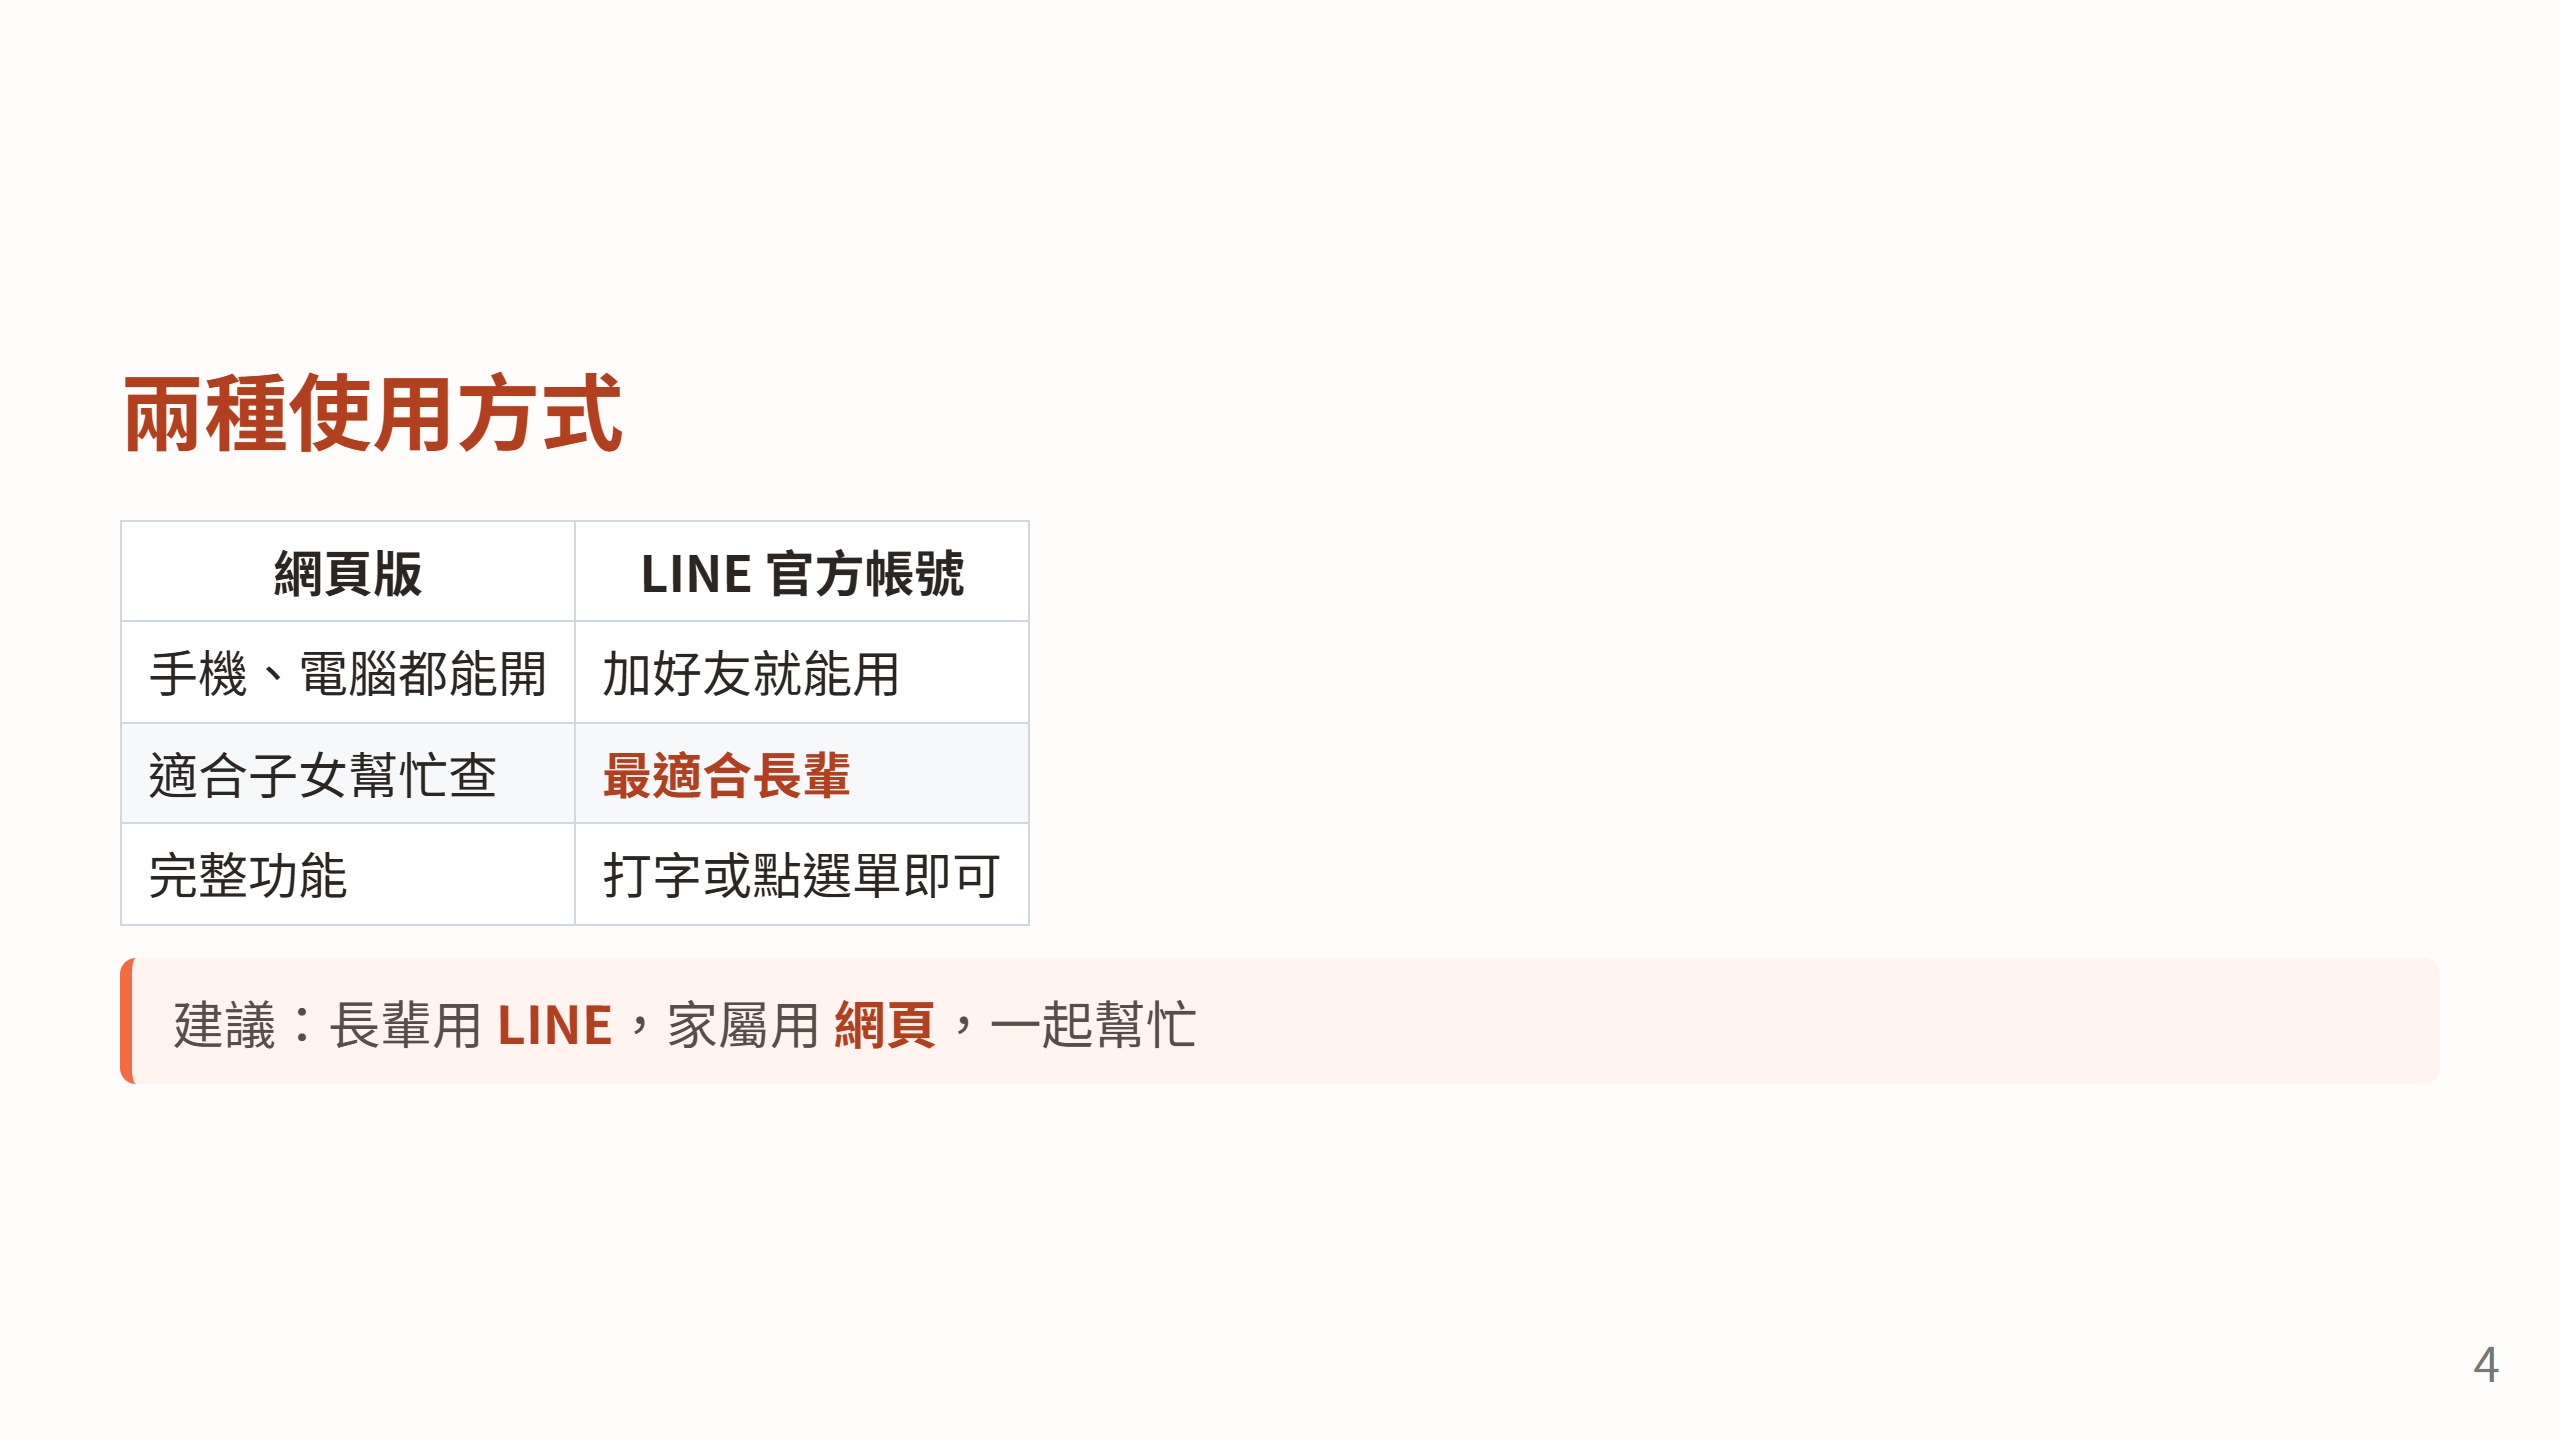 兩種使用方式
網頁版 LINE 官方帳號
手機、電腦都能開 加好友就能用
適合子女幫忙查 最適合長輩
完整功能 打字或點選單即可
建議：長輩用 LINE，家屬用 網頁，一起幫忙
4